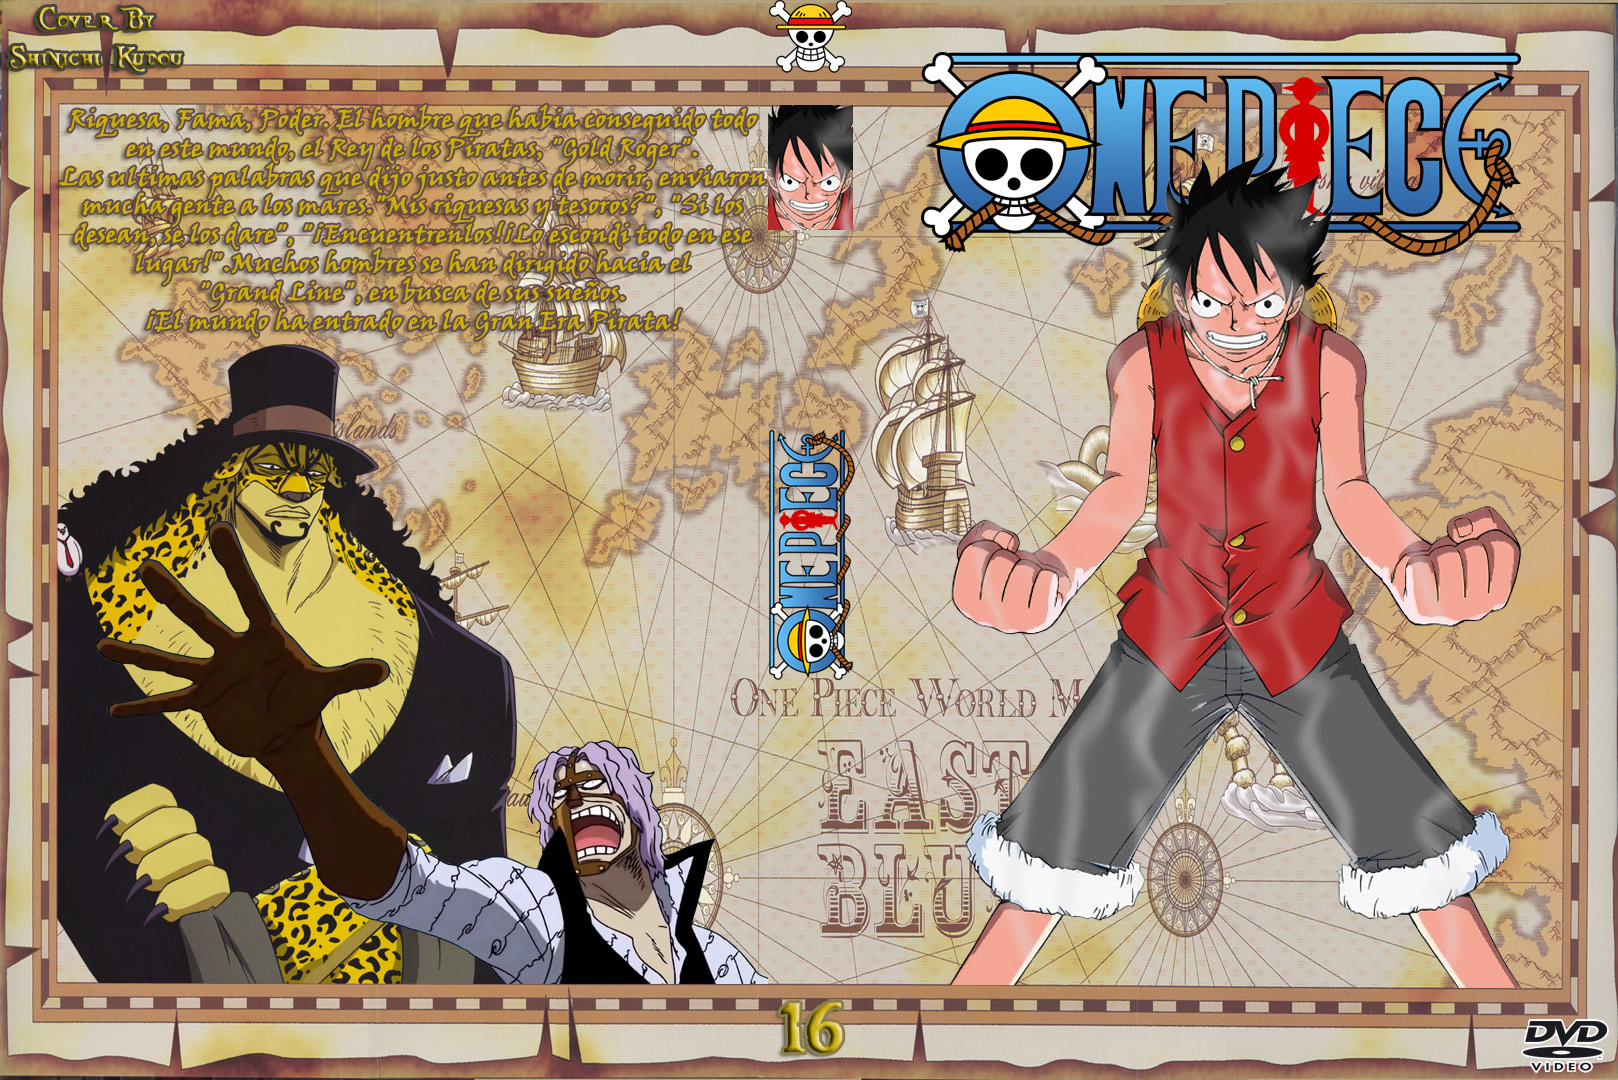 Cover By
Shinichi Kudou
Riquesa, Fama, Poder. El hombre que habia conseguido todo
en este mundo, el Rey de los Piratas, "Gold Roger".
Las ultimas palabras que dijo justo antes de morir, enviaron
mucha gente a los mares."Mis riquesas y tesoros?", "Si los
desean, se los dare", "¡Encuentrenlos!¡Lo escondi todo en ese
lugar!".Muchos hombres se han dirigido hacia el
"Grand Line", en busca de sus sueños.
¡El mundo ha entrado en la Gran Era Pirata!
ONE PIECE
ONE PIECE
One Piece World M
EAST
BLU
16
DVD
VIDEO